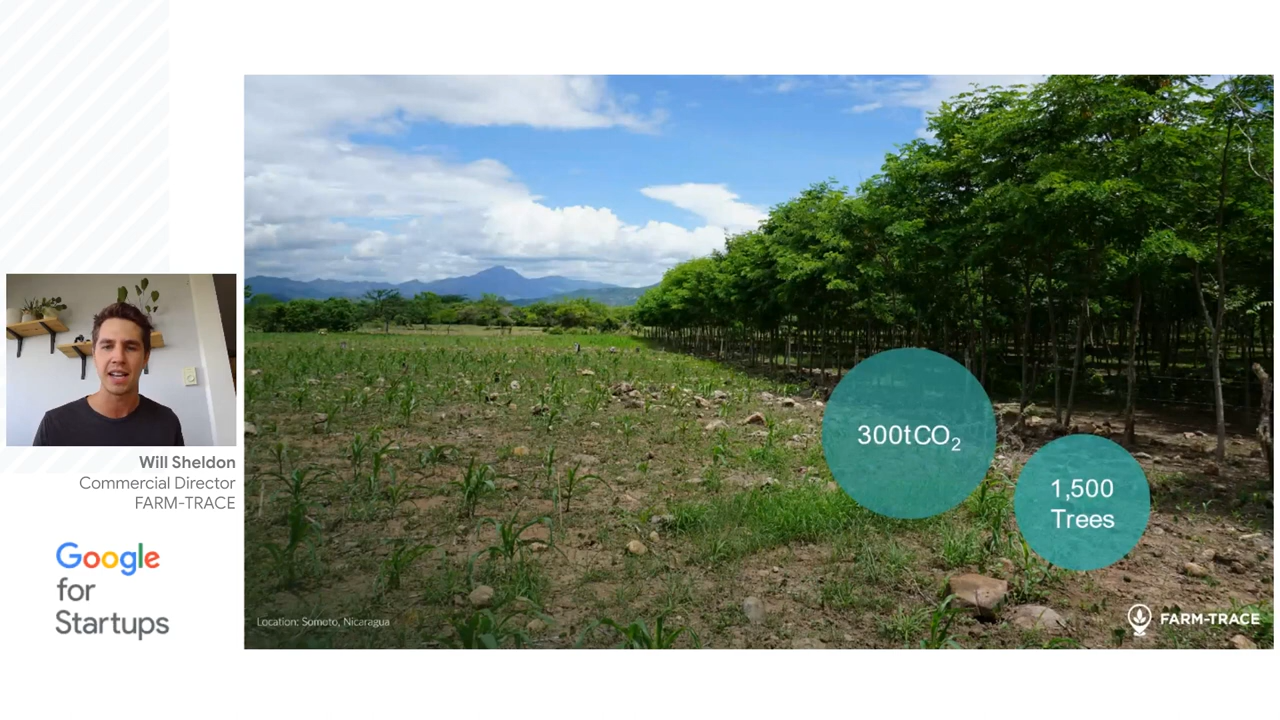 Will Sheldon
Commercial Director
FARM-TRACE
Google
for
Startups
300tCO₂
1,500
Trees
Location: Somoto, Nicaragua
FARM-TRACE